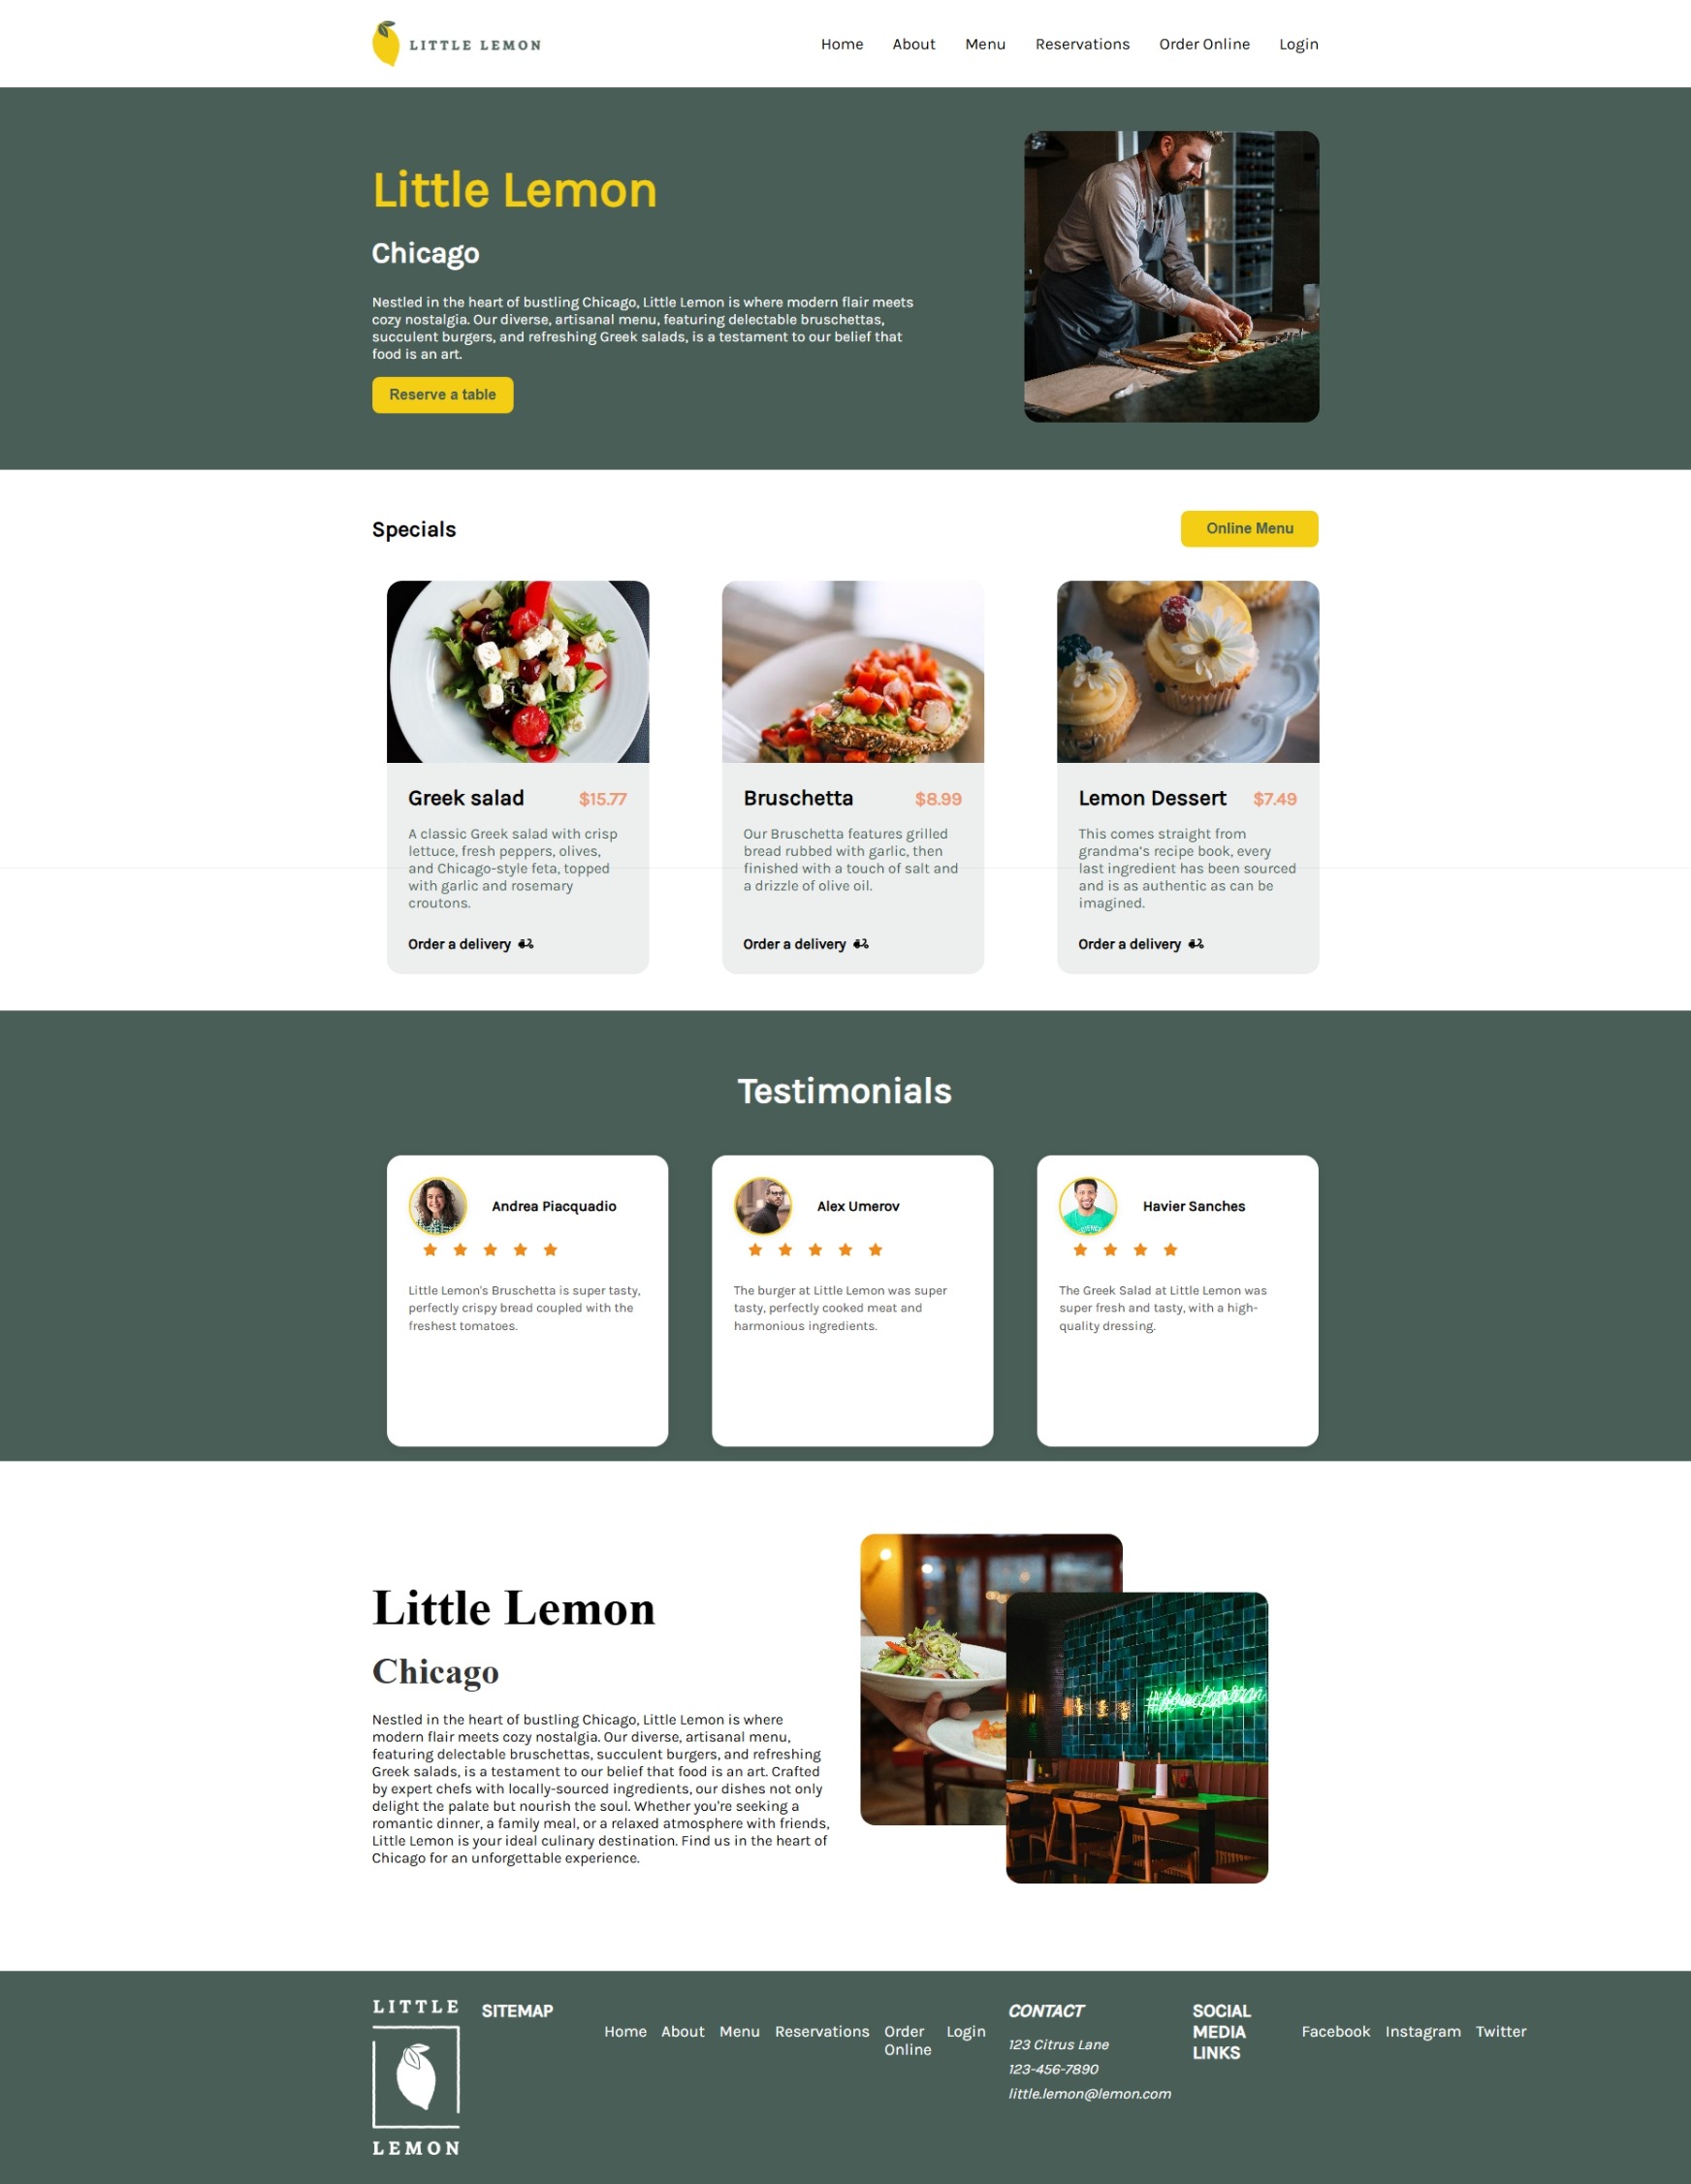 LITTLE LEMON
Home About Menu Reservations Order Online Login
Little Lemon
Chicago
Nestled in the heart of bustling Chicago, Little Lemon is where modern flair meets
cozy nostalgia. Our diverse, artisanal menu, featuring delectable bruschettas,
succulent burgers, and refreshing Greek salads, is a testament to our belief that
food is an art.
Reserve a table
Specials
Online Menu
Greek salad $15.77
A classic Greek salad with crisp
lettuce, fresh peppers, olives,
and Chicago-style feta, topped
with garlic and rosemary
croutons.
Order a delivery
Bruschetta $8.99
Our Bruschetta features grilled
bread rubbed with garlic, then
finished with a touch of salt and
a drizzle of olive oil.
Order a delivery
Lemon Dessert $7.49
This comes straight from
grandma's recipe book, every
last ingredient has been sourced
and is as authentic as can be
imagined.
Order a delivery
Testimonials
Andrea Piacquadio
Little Lemon's Bruschetta is super tasty,
perfectly crispy bread coupled with the
freshest tomatoes.
Alex Umerov
The burger at Little Lemon was super
tasty, perfectly cooked meat and
harmonious ingredients.
Havier Sanches
The Greek Salad at Little Lemon was
super fresh and tasty, with a high-
quality dressing.
Little Lemon
Chicago
Nestled in the heart of bustling Chicago, Little Lemon is where
modern flair meets cozy nostalgia. Our diverse, artisanal menu,
featuring delectable bruschettas, succulent burgers, and refreshing
Greek salads, is a testament to our belief that food is an art. Crafted
by expert chefs with locally-sourced ingredients, our dishes not only
delight the palate but nourish the soul. Whether you're seeking a
romantic dinner, a family meal, or a relaxed atmosphere with friends,
Little Lemon is your ideal culinary destination. Find us in the heart of
Chicago for an unforgettable experience.
LITTLE
LEMON
SITEMAP
Home About Menu Reservations Order
Online Login
CONTACT
123 Citrus Lane
123-456-7890
little.lemon@lemon.com
SOCIAL
MEDIA
LINKS
Facebook Instagram Twitter